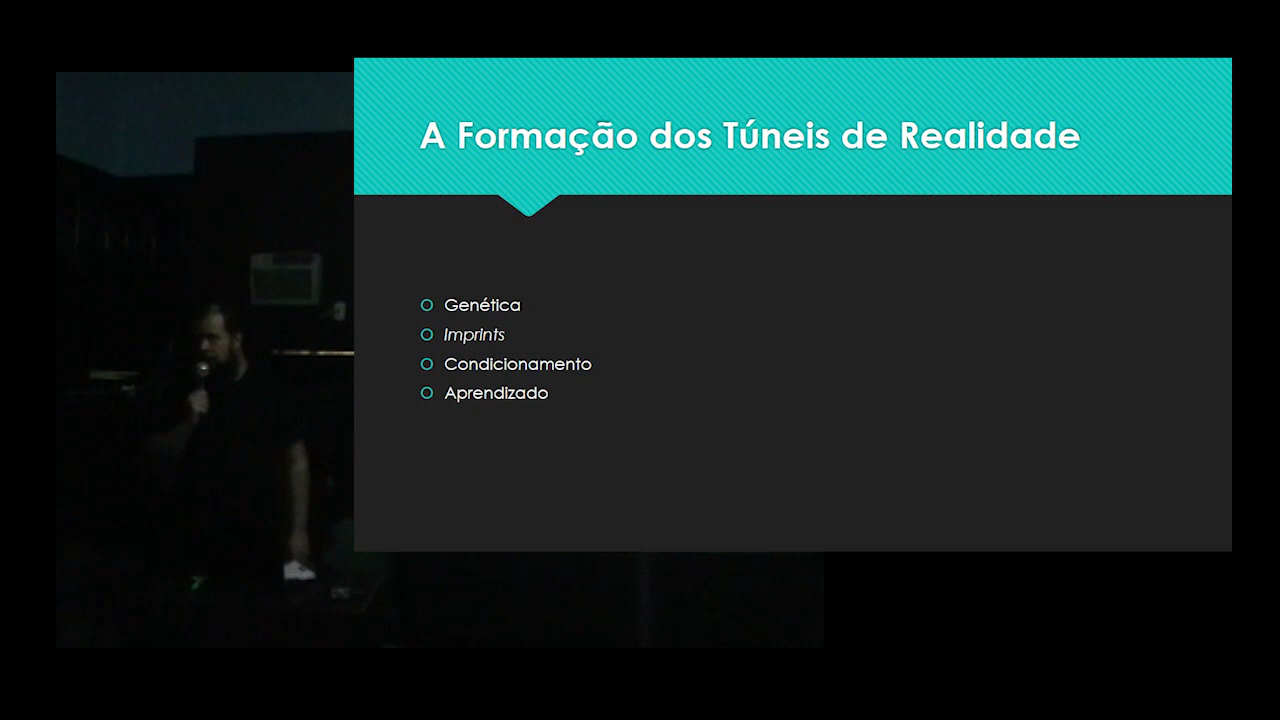 A Formação dos Túneis de Realidade
Genética
Imprints
Condicionamento
Aprendizado